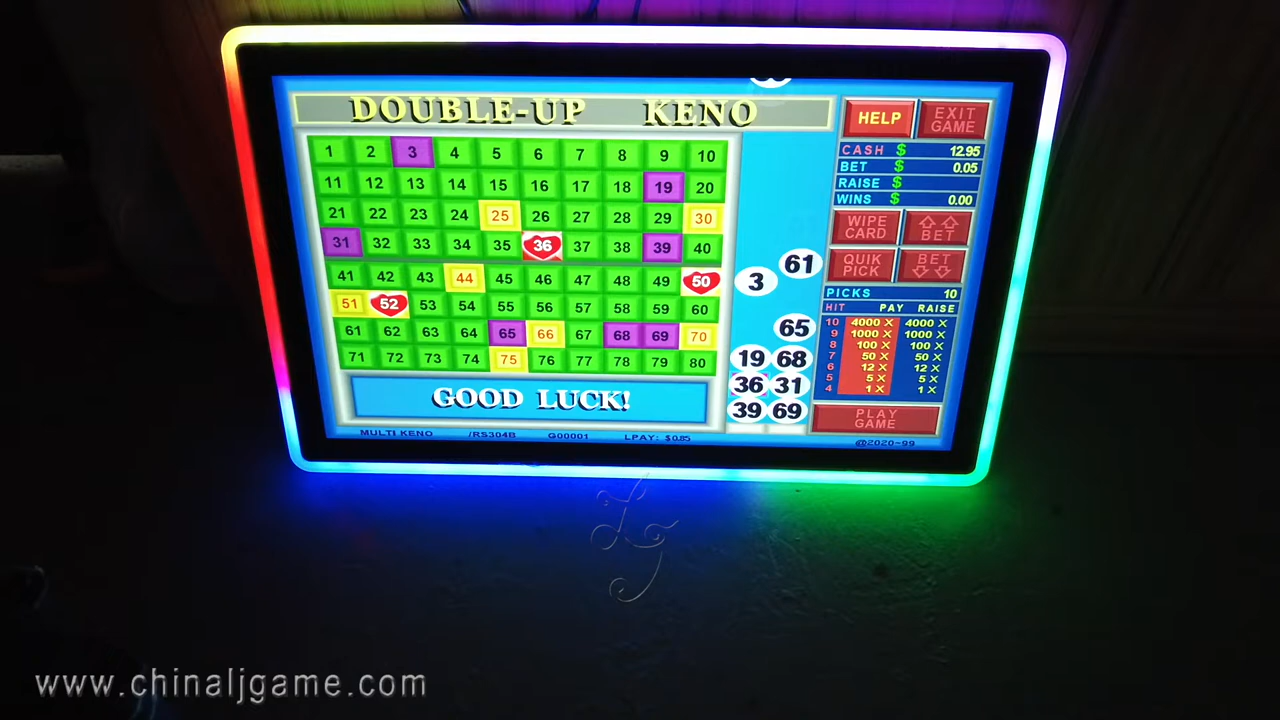 DOUBLE-UP KENO
1 2 3 4 5 6 7 8 9 10
11 12 13 14 15 16 17 18 19 20
21 22 23 24 25 26 27 28 29 30
31 32 33 34 35 36 37 38 39 40
41 42 43 44 45 46 47 48 49 50
51 52 53 54 55 56 57 58 59 60
61 62 63 64 65 66 67 68 69 70
71 72 73 74 75 76 77 78 79 80
GOOD LUCK!
MULTI KENO /RS304B G00001 LPAY: $0.85
61
3
65
19 68
36 31
39 69
HELP
EXIT
GAME
CASH $ 12.95
BET $ 0.05
RAISE $
WINS $ 0.00
WIPE
CARD
BET
QUIK
PICK
BET
PICKS 10
HIT PAY RAISE
10 4000 X 4000 X
9 1000 X 1000 X
8 100 X 100 X
7 50 X 50 X
6 12 X 12 X
5 5 X 5 X
4 1 X 1 X
PLAY
GAME
@2020-99
www.chinaljgame.com